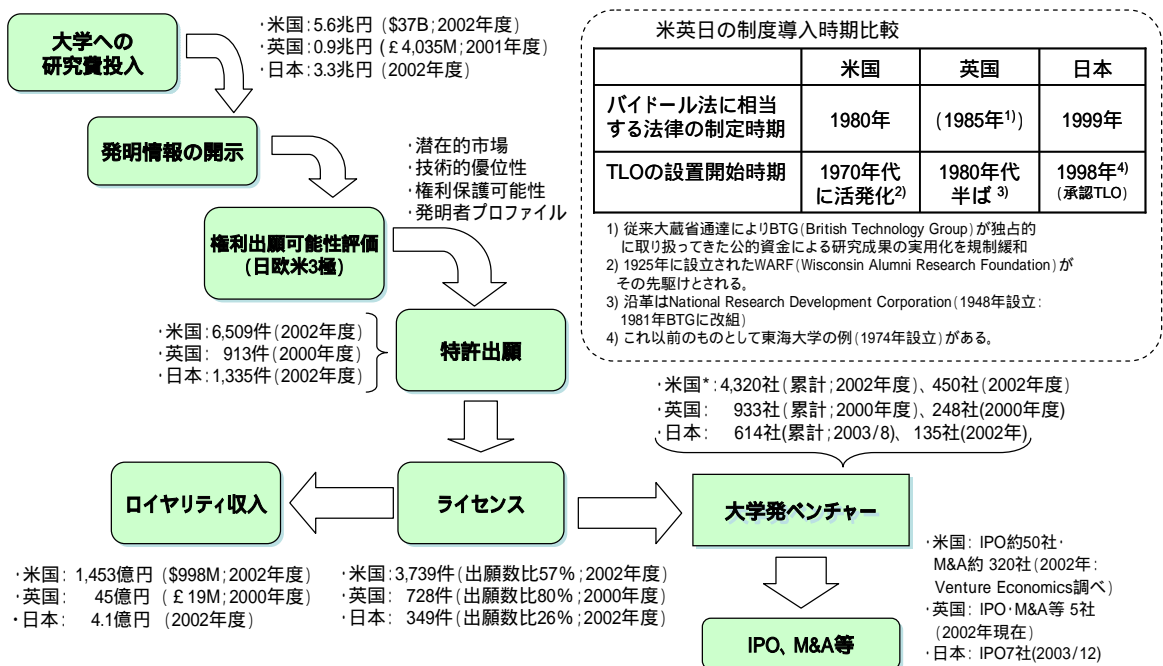 大学への
研究費投入
･米国:5.6兆円 ($37B;2002年度)
･英国:0.9兆円 (£4,035M;2001年度)
･日本:3.3兆円 (2002年度)
発明情報の開示
･潜在的市場
･技術的優位性
･権利保護可能性
･発明者プロファイル
権利出願可能性評価
(日欧米3極)
･米国:6,509件(2002年度)
･英国: 913件(2000年度)
･日本:1,335件(2002年度)
特許出願
米英日の制度導入時期比較
米国 英国 日本
バイドール法に相当
する法律の制定時期
1980年 (1985年1)) 1999年
TLOの設置開始時期
1970年代
に活発化2)
1980年代
半ば 3)
1998年4)
(承認TLO)
1) 従来大蔵省通達によりBTG(British Technology Group)が独占的
に取り扱ってきた公的資金による研究成果の実用化を規制緩和
2) 1925年に設立されたWARF(Wisconsin Alumni Research Foundation)が
その先駆けとされる。
3) 沿革はNational Research Development Corporation(1948年設立:
1981年BTGに改組)
4) これ以前のものとして東海大学の例(1974年設立)がある。
･米国*:4,320社(累計;2002年度)、450社(2002年度)
･英国: 933社(累計;2000年度)、248社(2000年度)
･日本: 614社(累計;2003/8)、135社(2002年)
ロイヤリティ収入
ライセンス
大学発ベンチャー
･米国: 1,453億円 ($998M;2002年度)
･英国: 45億円 (£19M;2000年度)
･日本: 4.1億円 (2002年度)
･米国:3,739件(出願数比57%;2002年度)
･英国: 728件(出願数比80%;2000年度)
･日本: 349件(出願数比26%;2002年度)
･米国: IPO約50社･
M&A約 320社(2002年:
Venture Economics調べ)
･英国: IPO･M&A等 5社
(2002年現在)
･日本: IPO7社(2003/12)
IPO、M&A等